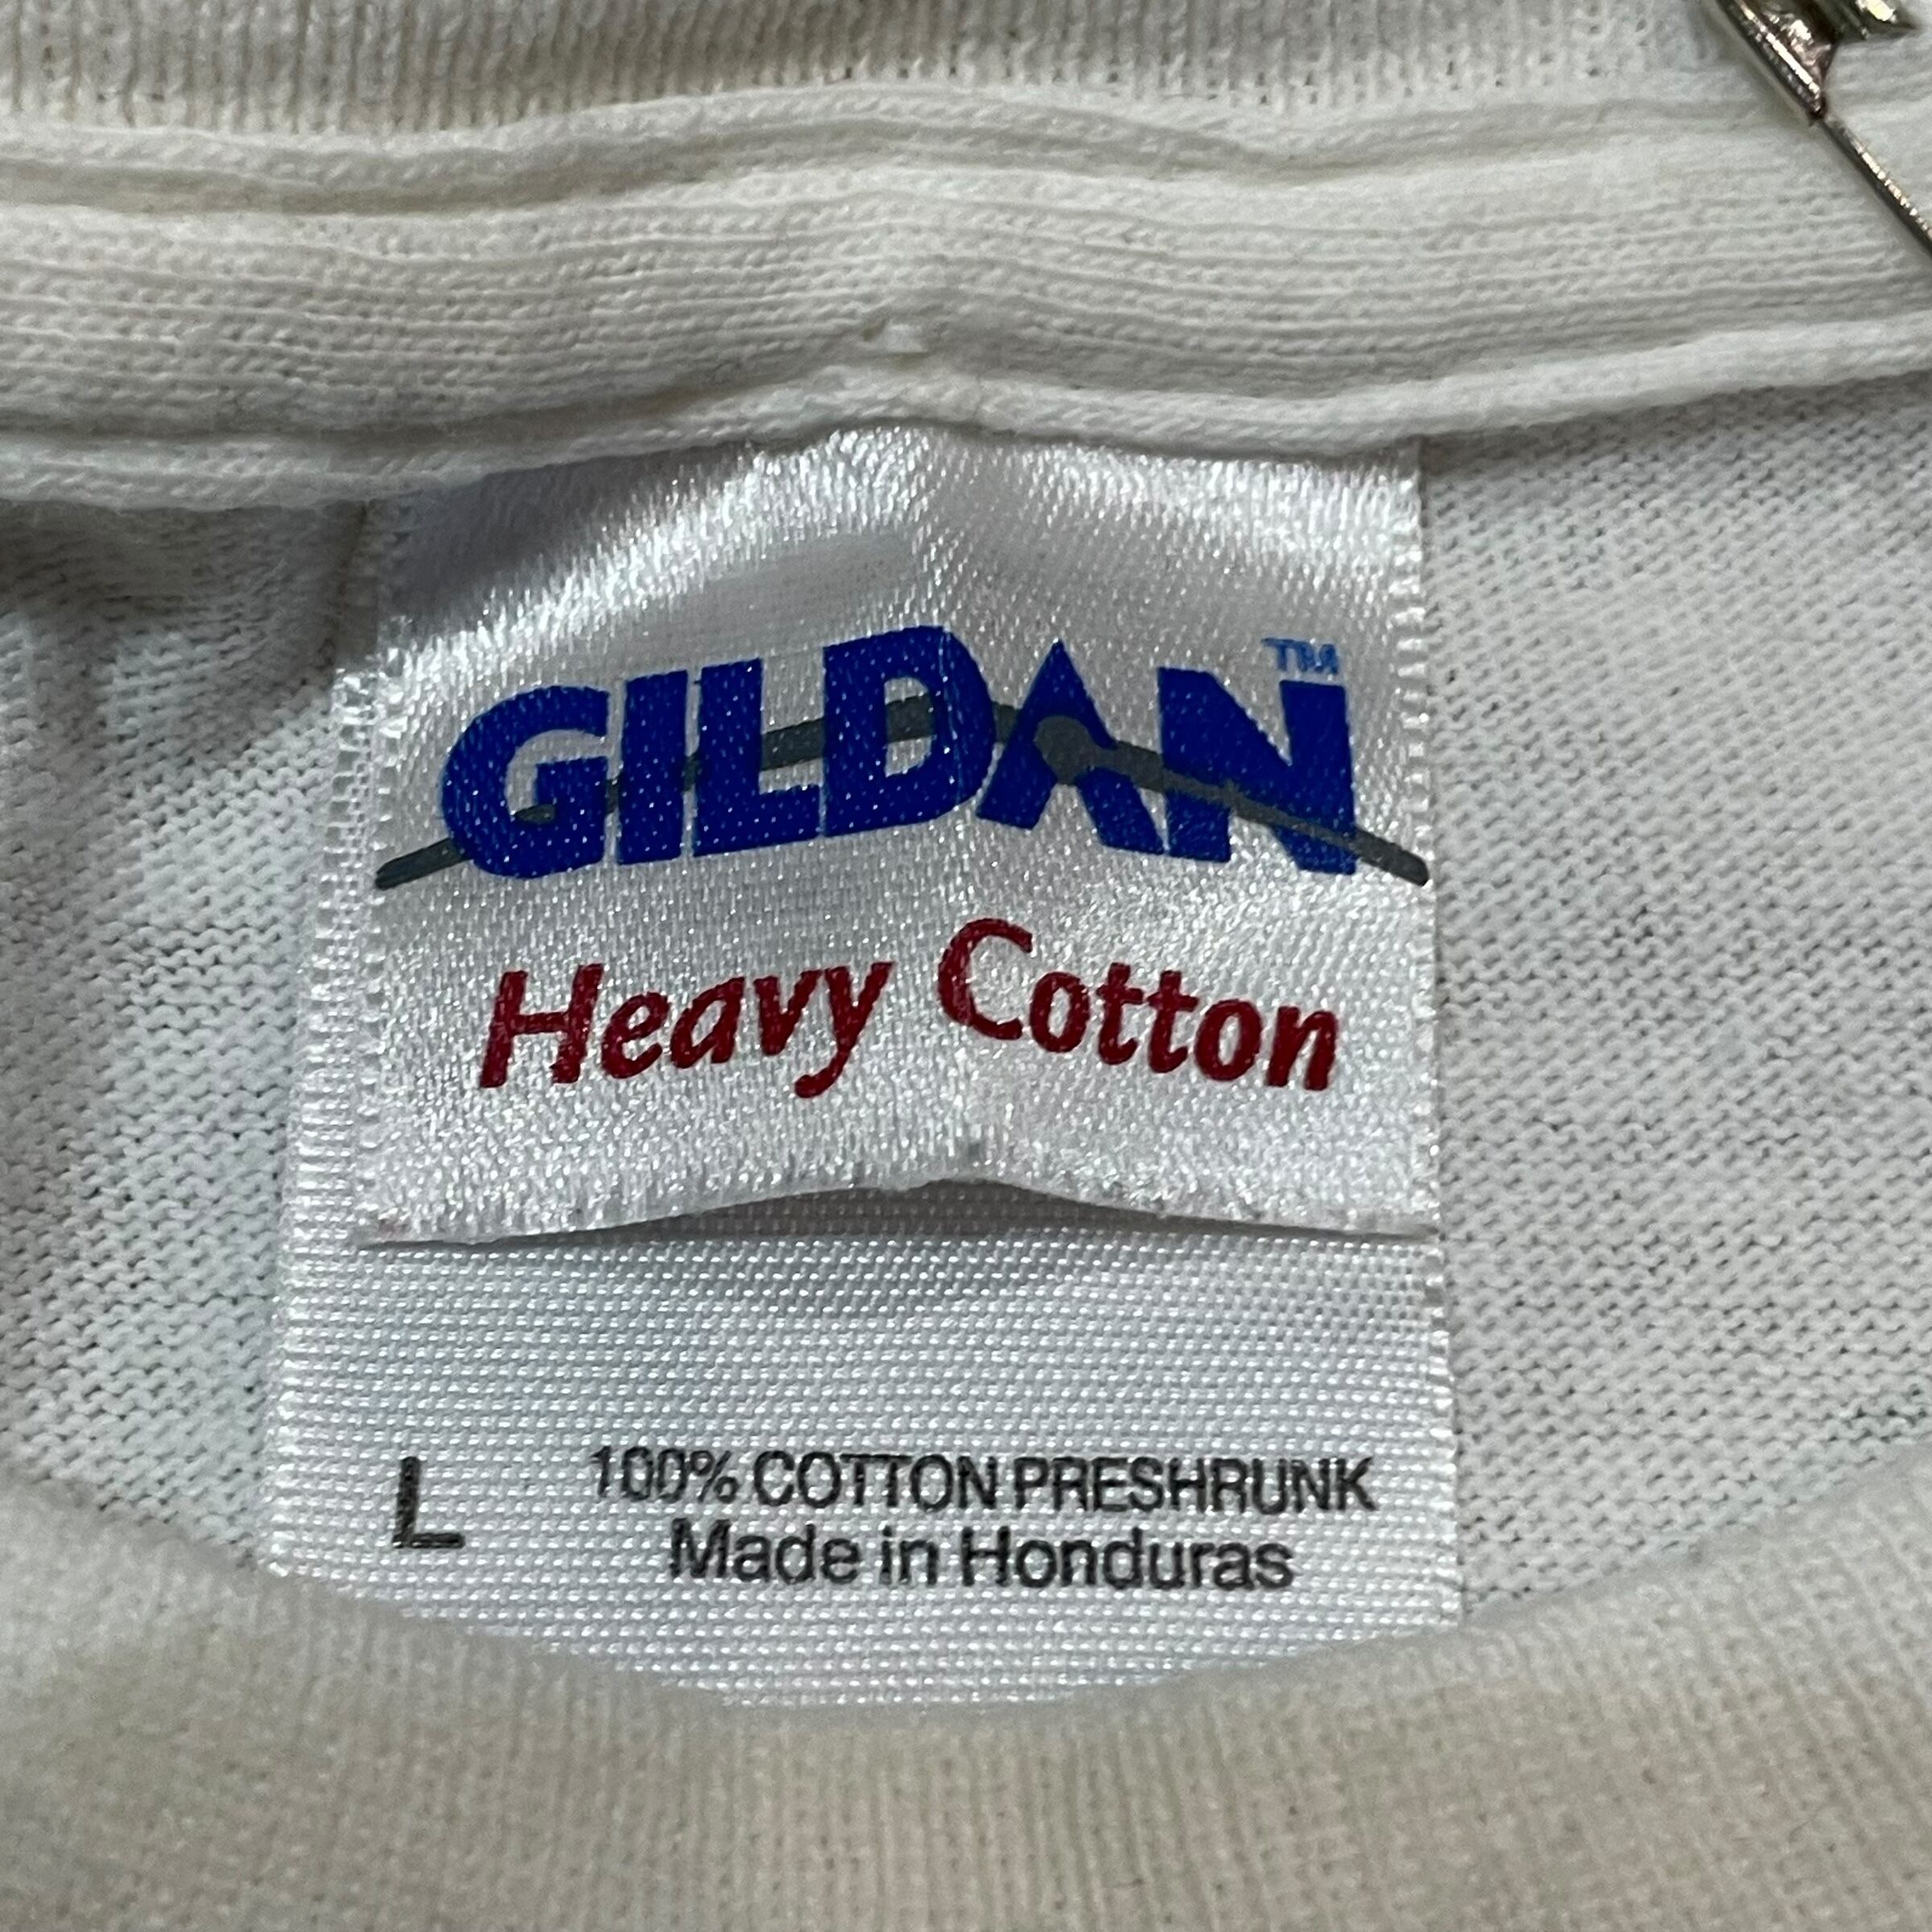 GILDAN™
Heavy Cotton
L 100% COTTON PRESHRUNK
Made in Honduras